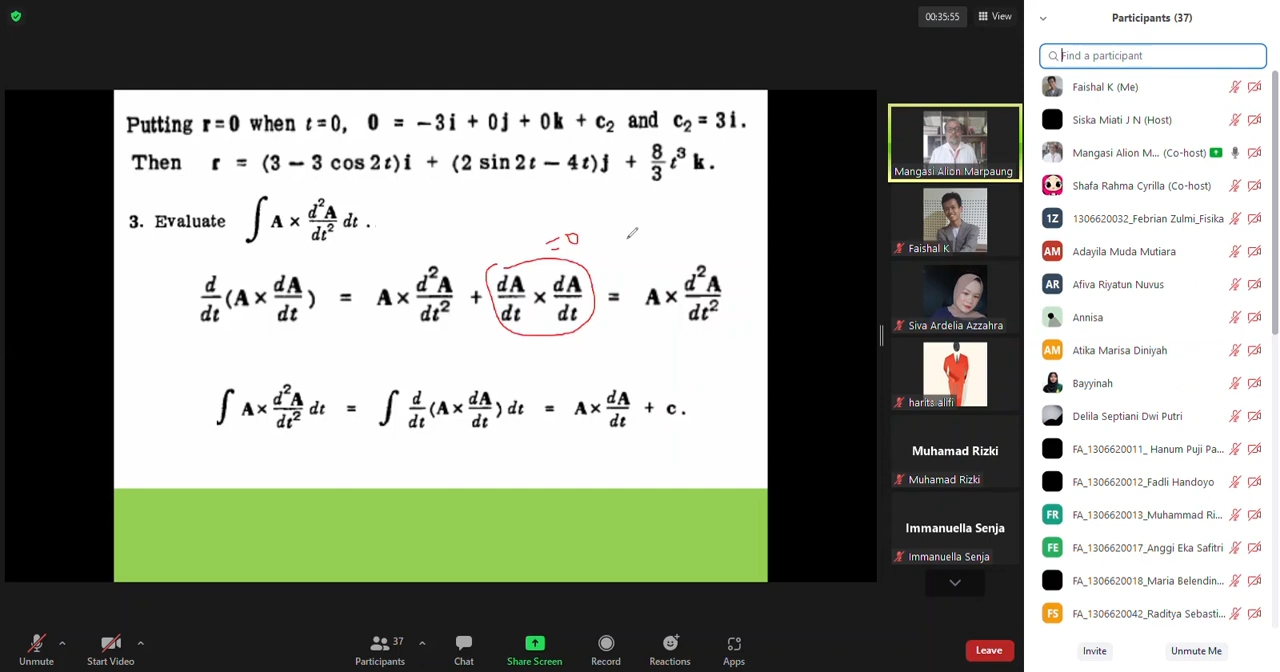 00:35:55
View
Participants (37)
Find a participant
Putting r=0 when t=0, 0 = −3i + 0j + 0k + c₂ and c₂ = 3i.
Then r = (3 − 3 cos 2t)i + (2 sin 2t − 4t)j + 8/3 t³ k.
3. Evaluate ∫ A × d²A/dt² dt .
=0
d/dt (A × dA/dt) = A × d²A/dt² + dA/dt × dA/dt = A × d²A/dt²
∫ A × d²A/dt² dt = ∫ d/dt (A × dA/dt) dt = A × dA/dt + c.
Mangasi Alion Marpaung
Faishal K
Siva Ardelia Azzahra
harits alifi
Muhamad Rizki
Muhamad Rizki
Immanuella Senja
Immanuella Senja
Faishal K (Me)
Siska Miati J N (Host)
Mangasi Alion M... (Co-host)
Shafa Rahma Cyrilla (Co-host)
1Z 1306620032_Febrian Zulmi_Fisika
AM Adayila Muda Mutiara
AR Afiva Riyatun Nuvus
Annisa
AM Atika Marisa Diniyah
Bayyinah
Delila Septiani Dwi Putri
FA_1306620011_ Hanum Puji Pa...
FA_1306620012_Fadli Handoyo
FR FA_1306620013_Muhammad Ri...
FE FA_1306620017_Anggi Eka Safitri
FA_1306620018_Maria Belendin...
FS FA_1306620042_Raditya Sebasti...
Unmute
Start Video
Participants 37
Chat
Share Screen
Record
Reactions
Apps
Leave
Invite
Unmute Me